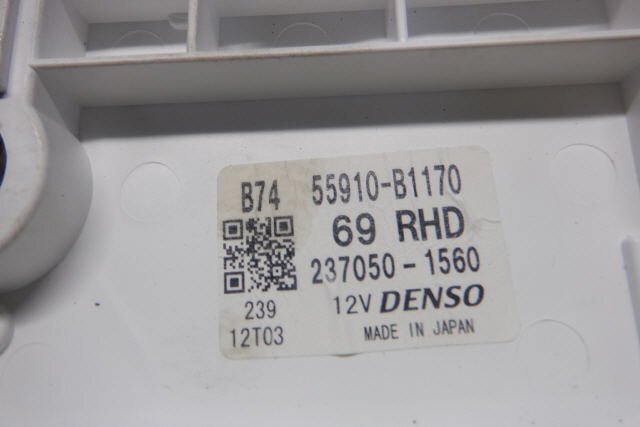 B74 55910-B1170
69 RHD
237050-1560
239
12V DENSO
12T03
MADE IN JAPAN